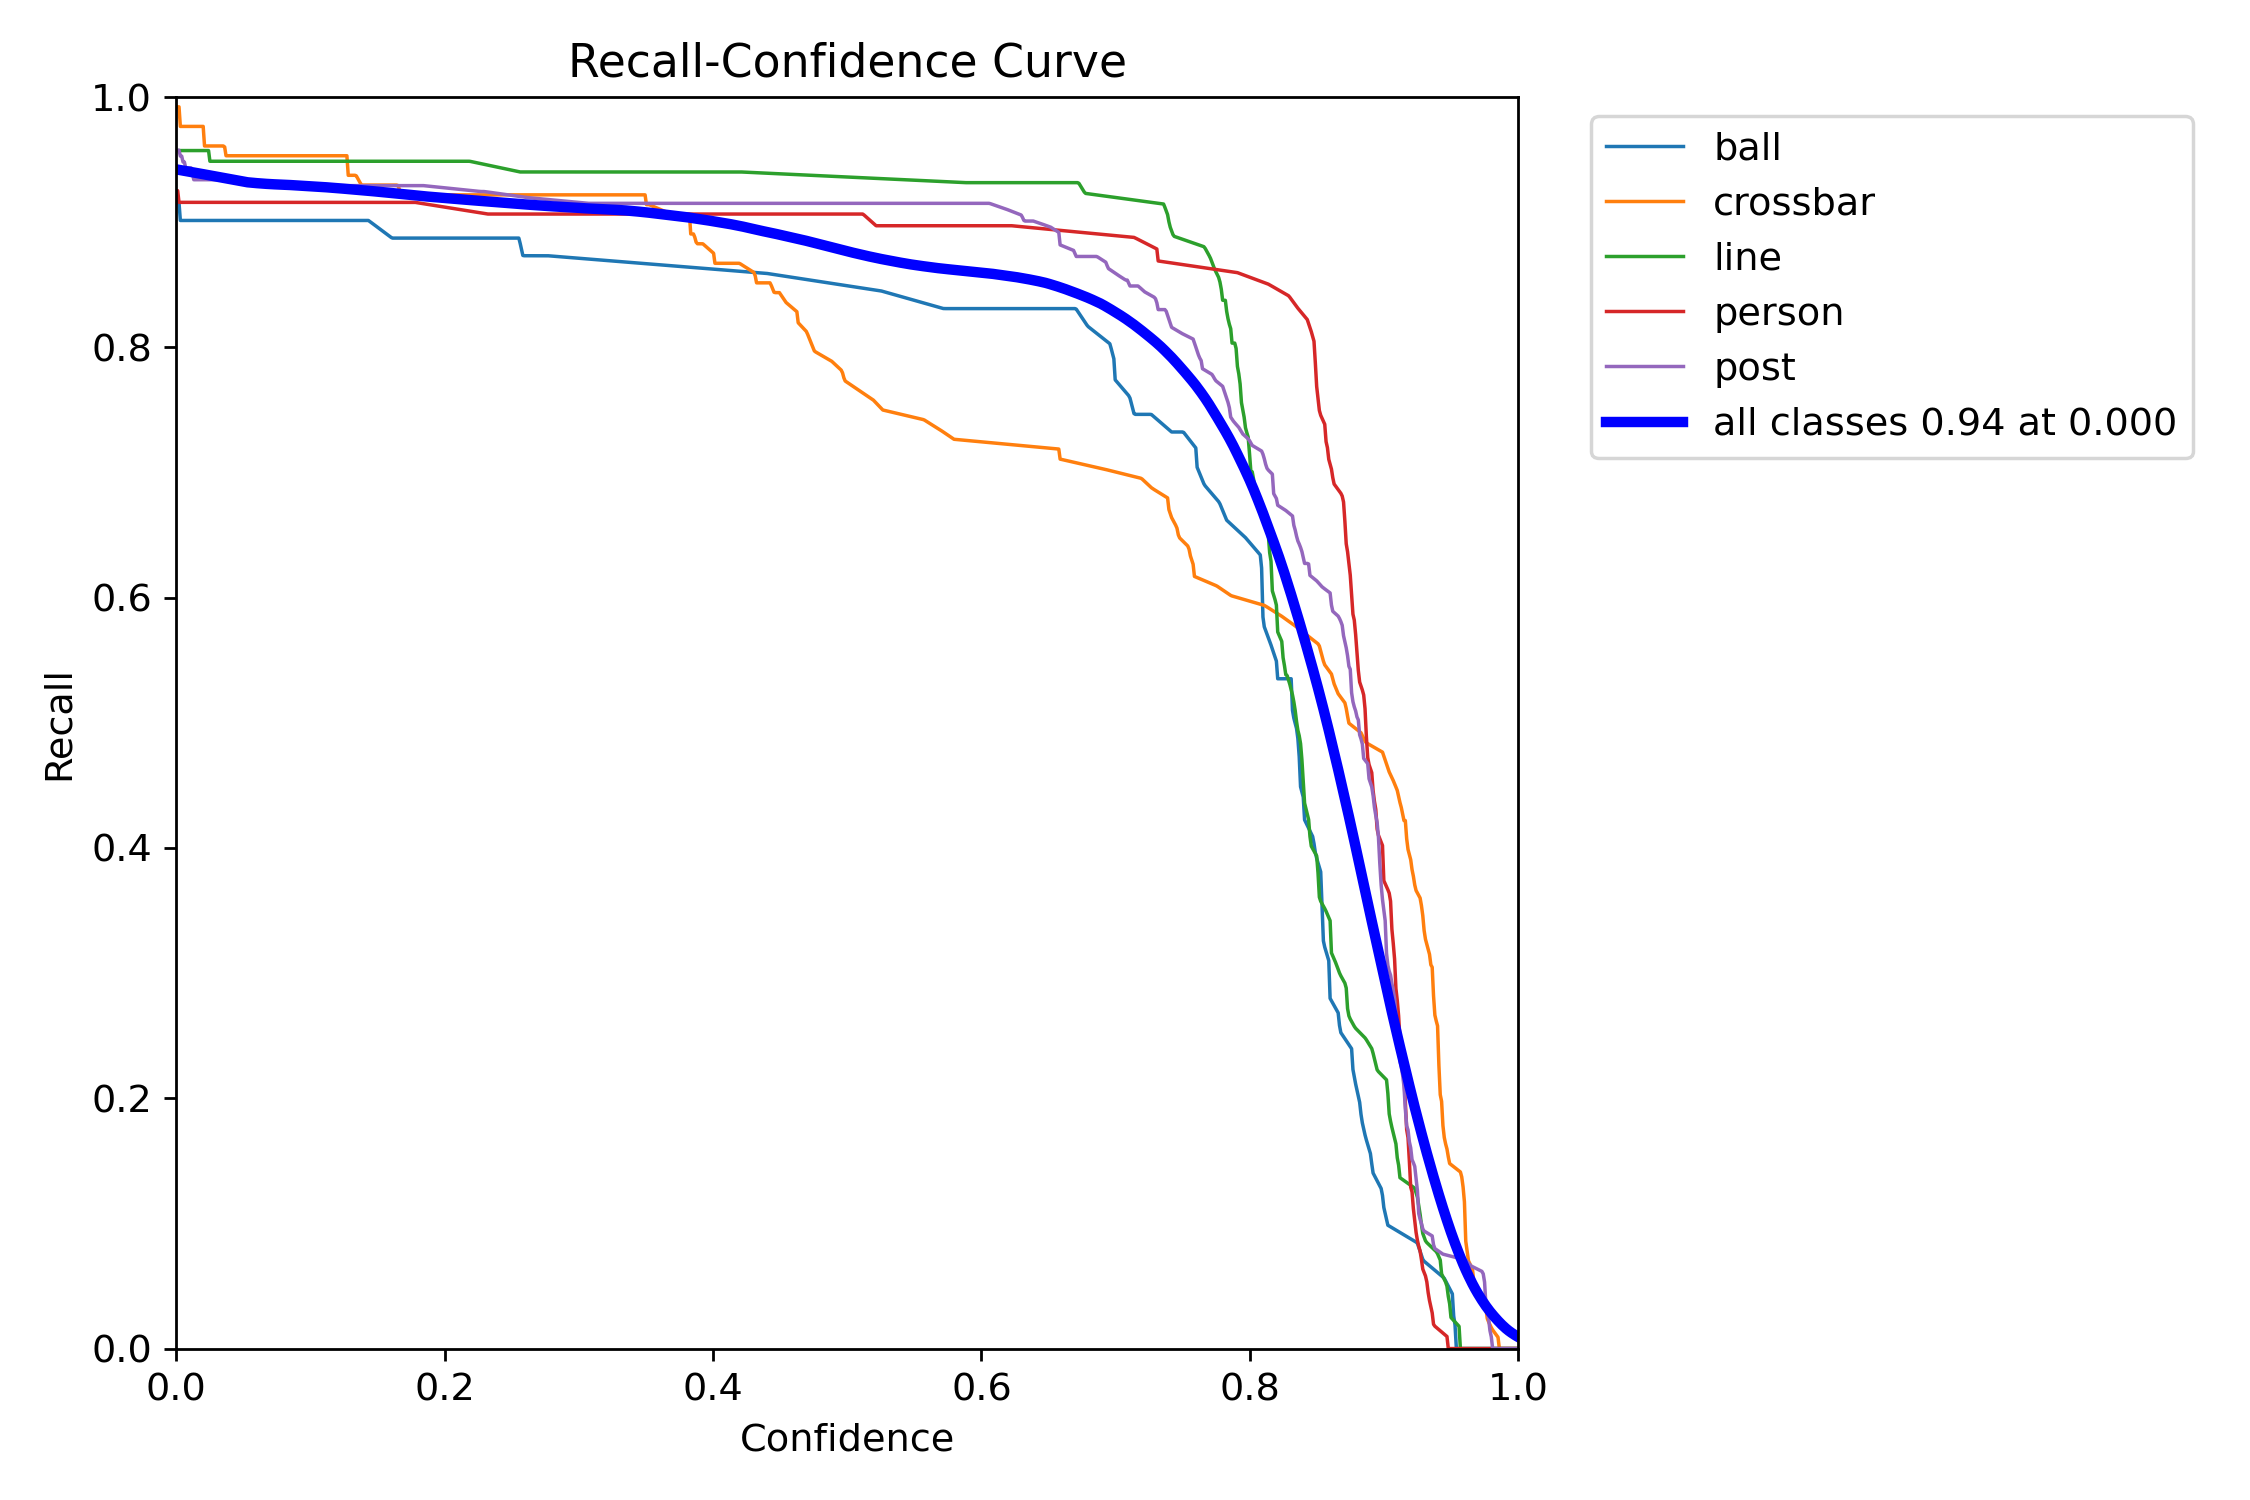 Recall-Confidence Curve
1.0
0.8
0.6
0.4
0.2
0.0
Recall
0.0 0.2 0.4 0.6 0.8 1.0
Confidence
ball
crossbar
line
person
post
all classes 0.94 at 0.000